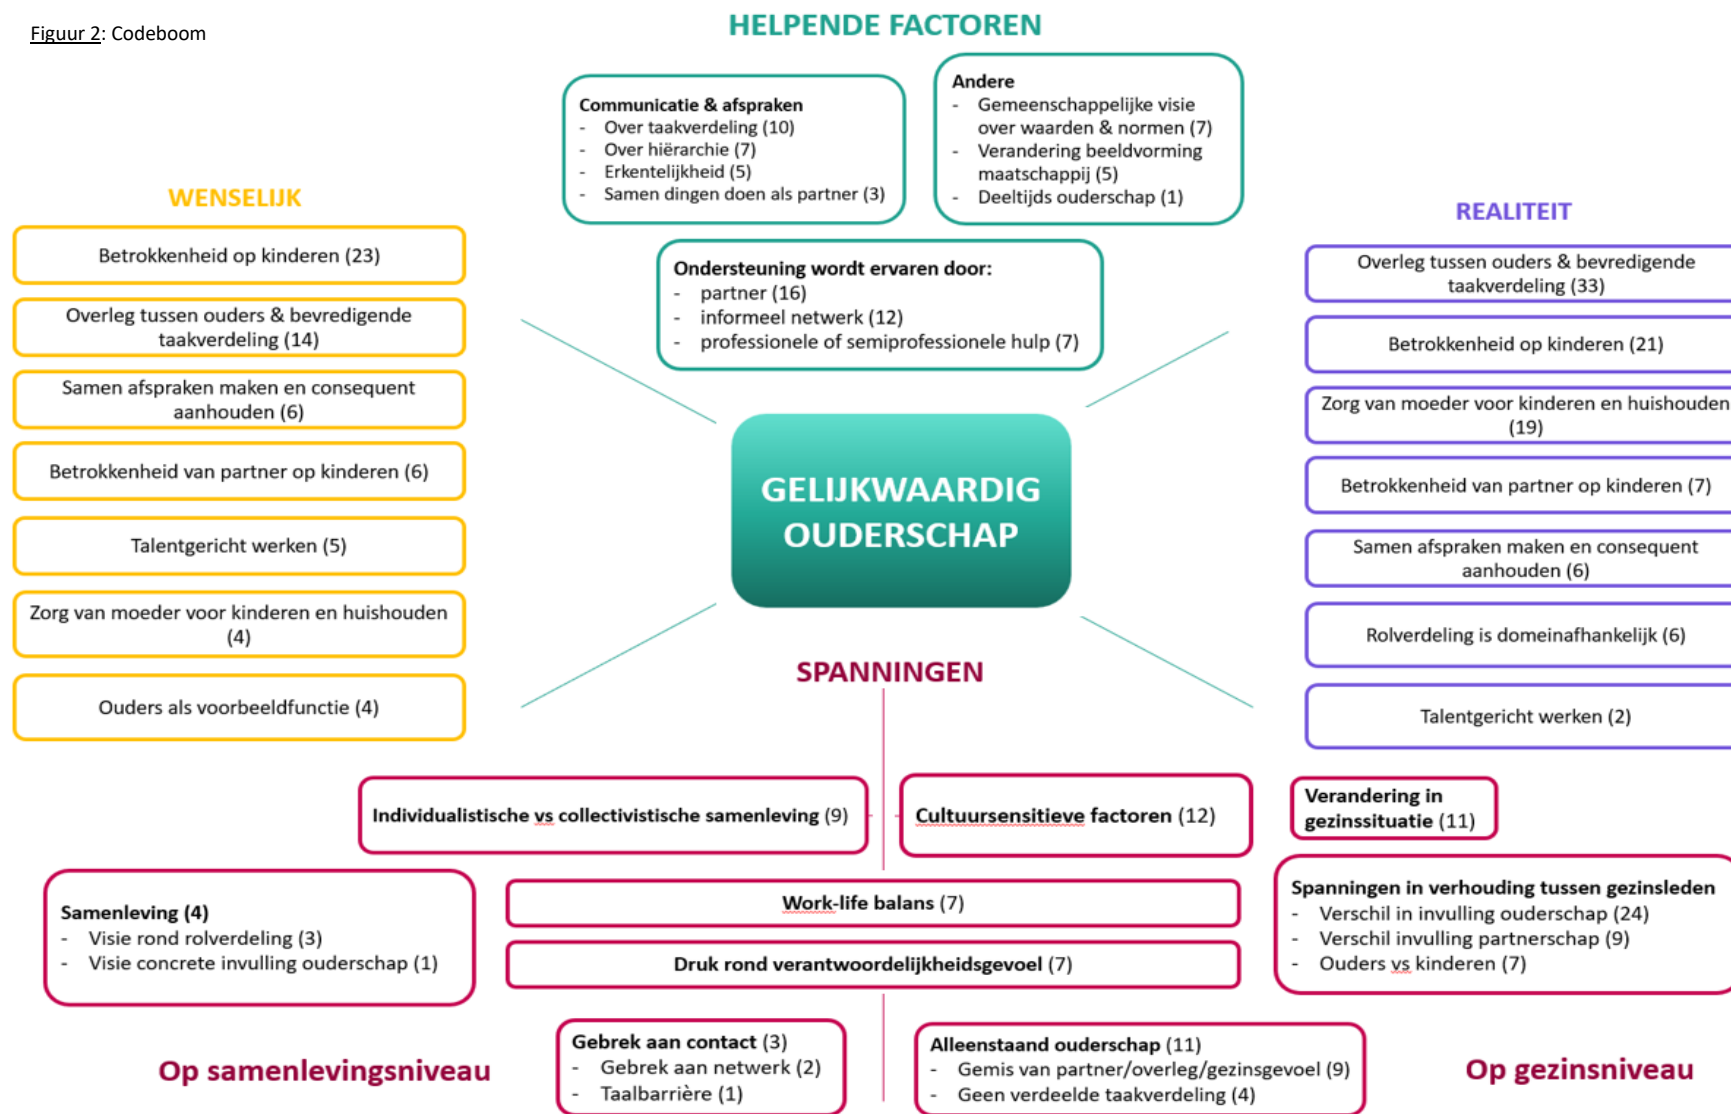 Figuur 2: Codeboom
HELPENDE FACTOREN
Communicatie & afspraken
- Over taakverdeling (10)
- Over hiërarchie (7)
- Erkentelijkheid (5)
- Samen dingen doen als partner (3)
Andere
- Gemeenschappelijke visie
over waarden & normen (7)
- Verandering beeldvorming
maatschappij (5)
- Deeltijds ouderschap (1)
Ondersteuning wordt ervaren door:
- partner (16)
- informeel netwerk (12)
- professionele of semiprofessionele hulp (7)
WENSELIJK
Betrokkenheid op kinderen (23)
Overleg tussen ouders & bevredigende
taakverdeling (14)
Samen afspraken maken en consequent
aanhouden (6)
Betrokkenheid van partner op kinderen (6)
Talentgericht werken (5)
Zorg van moeder voor kinderen en huishouden
(4)
Ouders als voorbeeldfunctie (4)
GELIJKWAARDIG
OUDERSCHAP
REALITEIT
Overleg tussen ouders & bevredigende
taakverdeling (33)
Betrokkenheid op kinderen (21)
Zorg van moeder voor kinderen en huishouden
(19)
Betrokkenheid van partner op kinderen (7)
Samen afspraken maken en consequent
aanhouden (6)
Rolverdeling is domeinafhankelijk (6)
Talentgericht werken (2)
SPANNINGEN
Individualistische vs collectivistische samenleving (9)
Cultuursensitieve factoren (12)
Verandering in
gezinssituatie (11)
Samenleving (4)
- Visie rond rolverdeling (3)
- Visie concrete invulling ouderschap (1)
Work-life balans (7)
Druk rond verantwoordelijkheidsgevoel (7)
Spanningen in verhouding tussen gezinsleden
- Verschil in invulling ouderschap (24)
- Verschil invulling partnerschap (9)
- Ouders vs kinderen (7)
Op samenlevingsniveau
Gebrek aan contact (3)
- Gebrek aan netwerk (2)
- Taalbarrière (1)
Alleenstaand ouderschap (11)
- Gemis van partner/overleg/gezinsgevoel (9)
- Geen verdeelde taakverdeling (4)
Op gezinsniveau